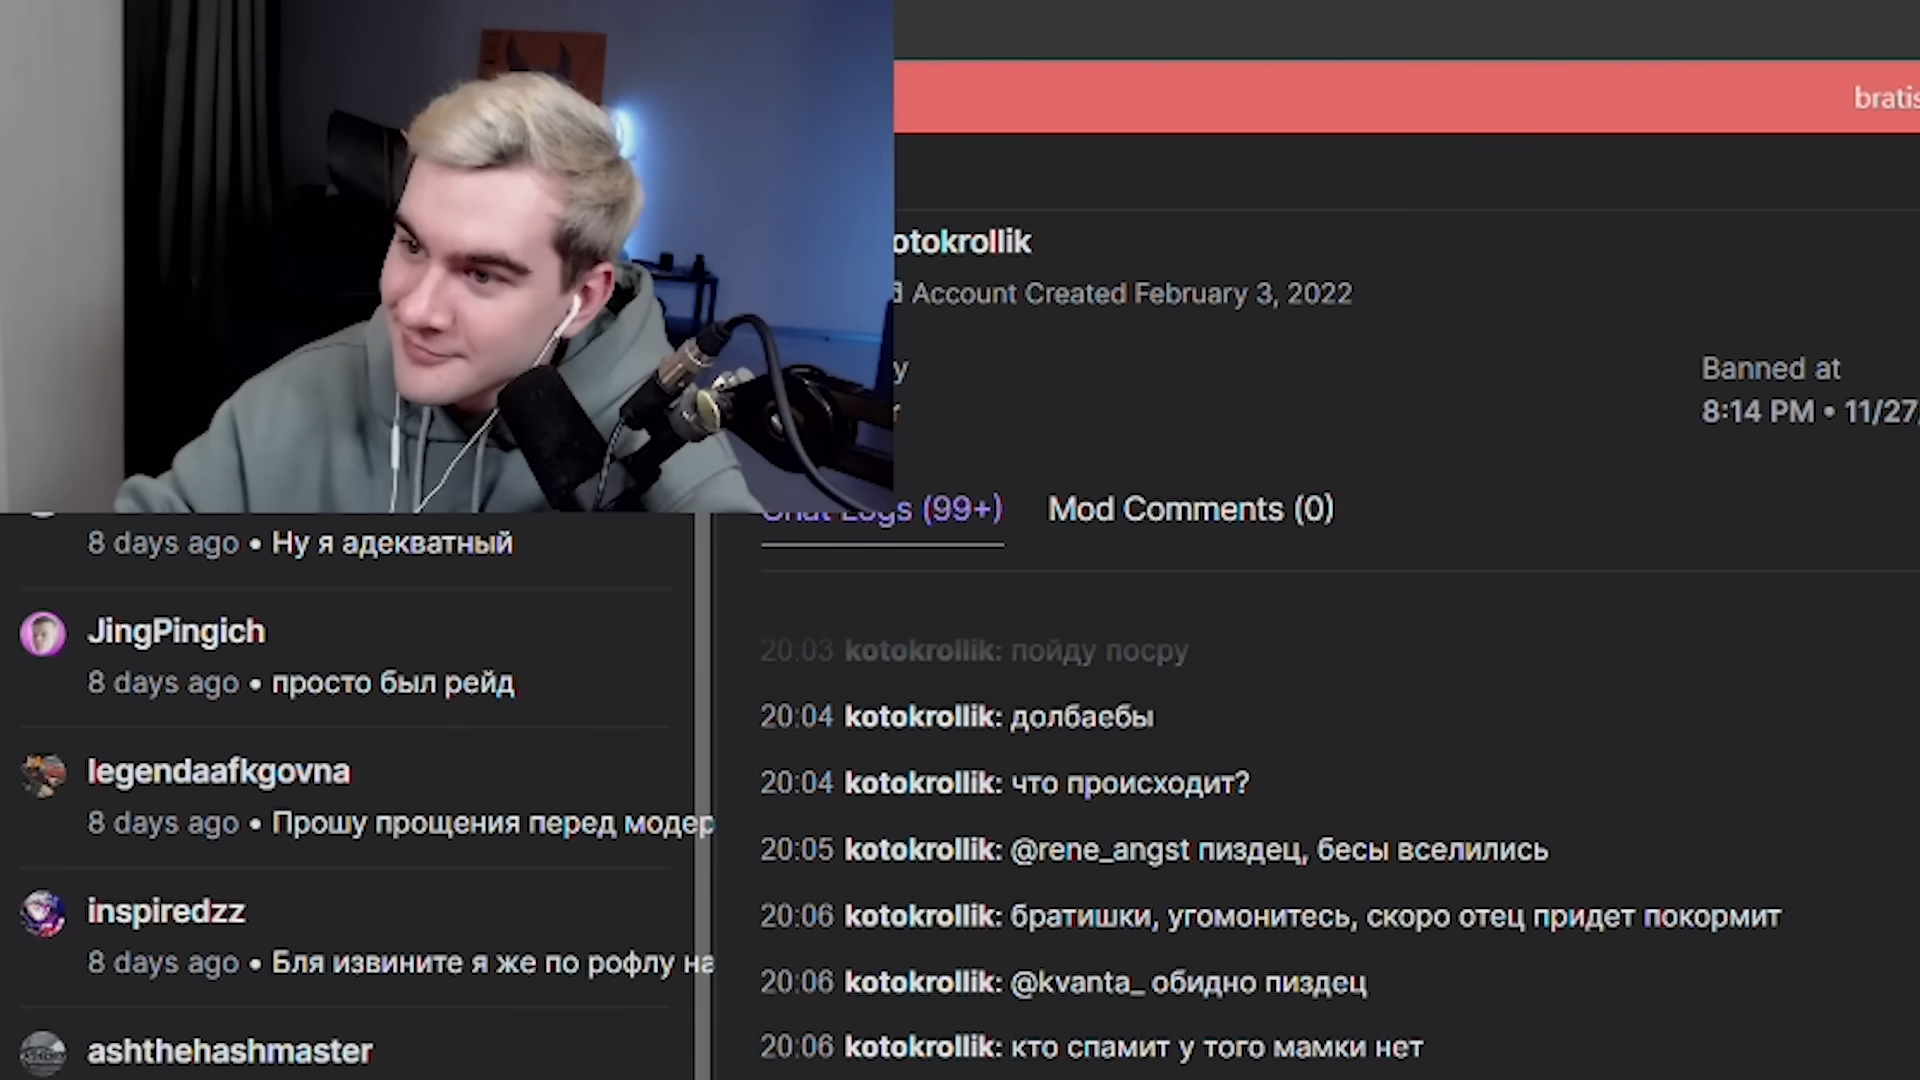 otokrollik
Account Created February 3, 2022
Banned at
8:14 PM • 11/27
Chat Logs (99+)
Mod Comments (0)
8 days ago • Ну я адекватный
JingPingich
8 days ago • просто был рейд
legendaafkgovna
8 days ago • Прошу прощения перед модер
inspiredzz
8 days ago • Бля извините я же по рофлу на
ashthehashmaster
20:03 kotokrollik: пойду посру
20:04 kotokrollik: долбаебы
20:04 kotokrollik: что происходит?
20:05 kotokrollik: @rene_angst пиздец, бесы вселились
20:06 kotokrollik: братишки, угомонитесь, скоро отец придет покормит
20:06 kotokrollik: @kvanta_ обидно пиздец
20:06 kotokrollik: кто спамит у того мамки нет